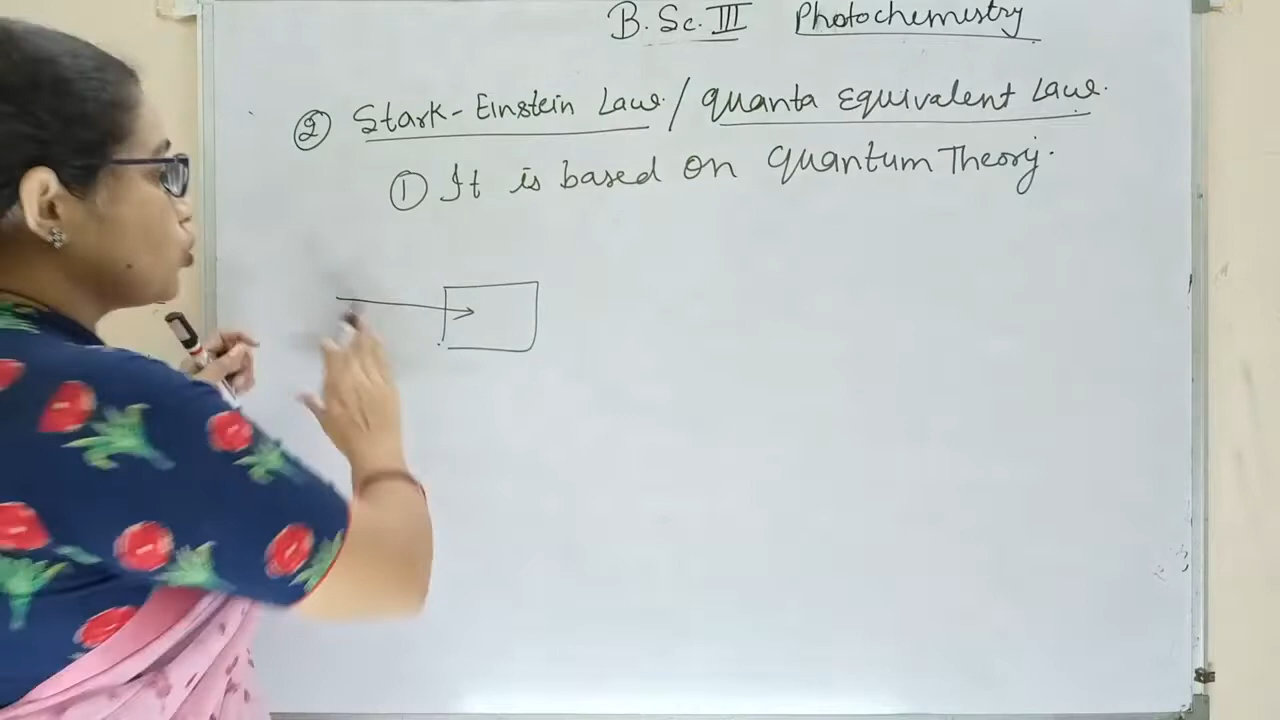 B.Sc.III Photochemistry
② Stark-Einstein Law/ Quanta Equivalent Law.
① It is based on Quantum Theory.